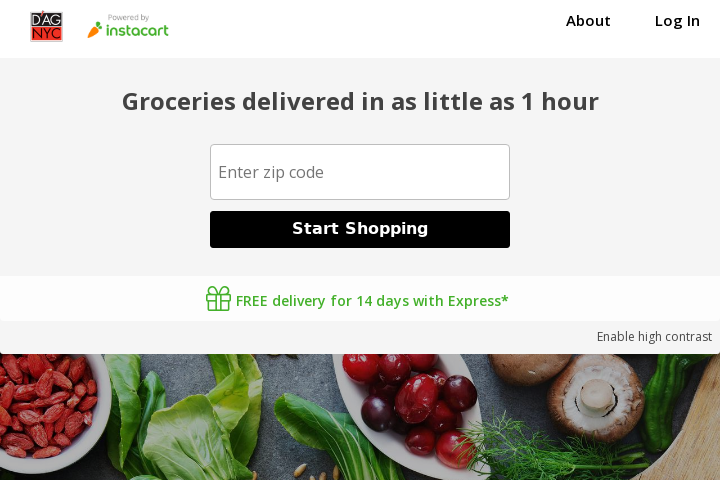 D'AG
NYC
Powered by
instacart
About
Log In
Groceries delivered in as little as 1 hour
Enter zip code
Start Shopping
FREE delivery for 14 days with Express*
Enable high contrast